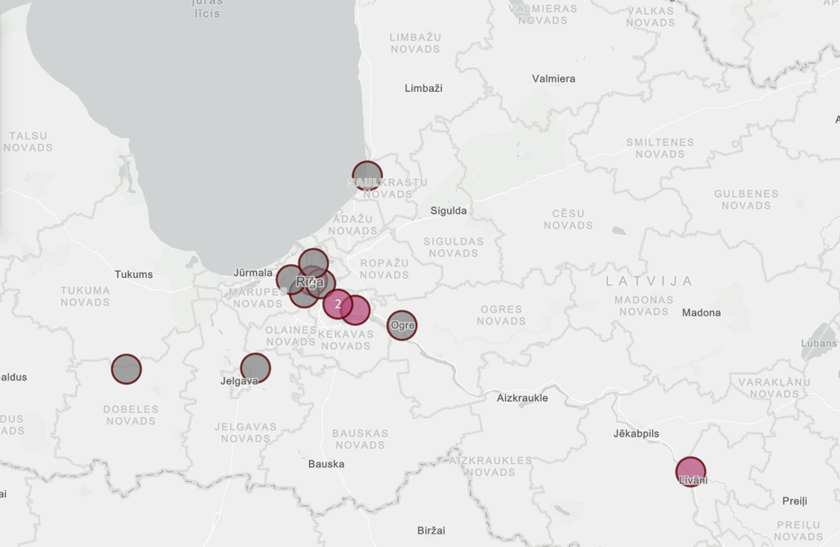 jūras
līcis
VALMIERAS
NOVADS
VALKAS
NOVADS
LIMBAŽU
NOVADS
Valmiera
Limbaži
TALSU
NOVADS
SMILTENES
NOVADS
SAULKRASTU
NOVADS
GULBENES
NOVADS
Sigulda
CĒSU
NOVADS
ĀDAŽU
NOVADS
SIGULDAS
NOVADS
ROPAŽU
NOVADS
Jūrmala
Tukums
Rīga
2
LATVIJA
TUKUMA
NOVADS
MĀRUPES
NOVADS
MADONAS
NOVADS
Madona
2
OGRES
NOVADS
Ogre
OLAINES
NOVADS
ĶEKAVAS
NOVADS
Lubāns
aldus
Jelgava
VARAKĻĀNU
NOVADS
Aizkraukle
DOBELES
NOVADS
DUS
ADS
JELGAVAS
NOVADS
BAUSKAS
NOVADS
Jēkabpils
Bauska
AIZKRAUKLES
NOVADS
Līvāni
ai
Preiļi
Biržai
PREIĻU
NOVADS